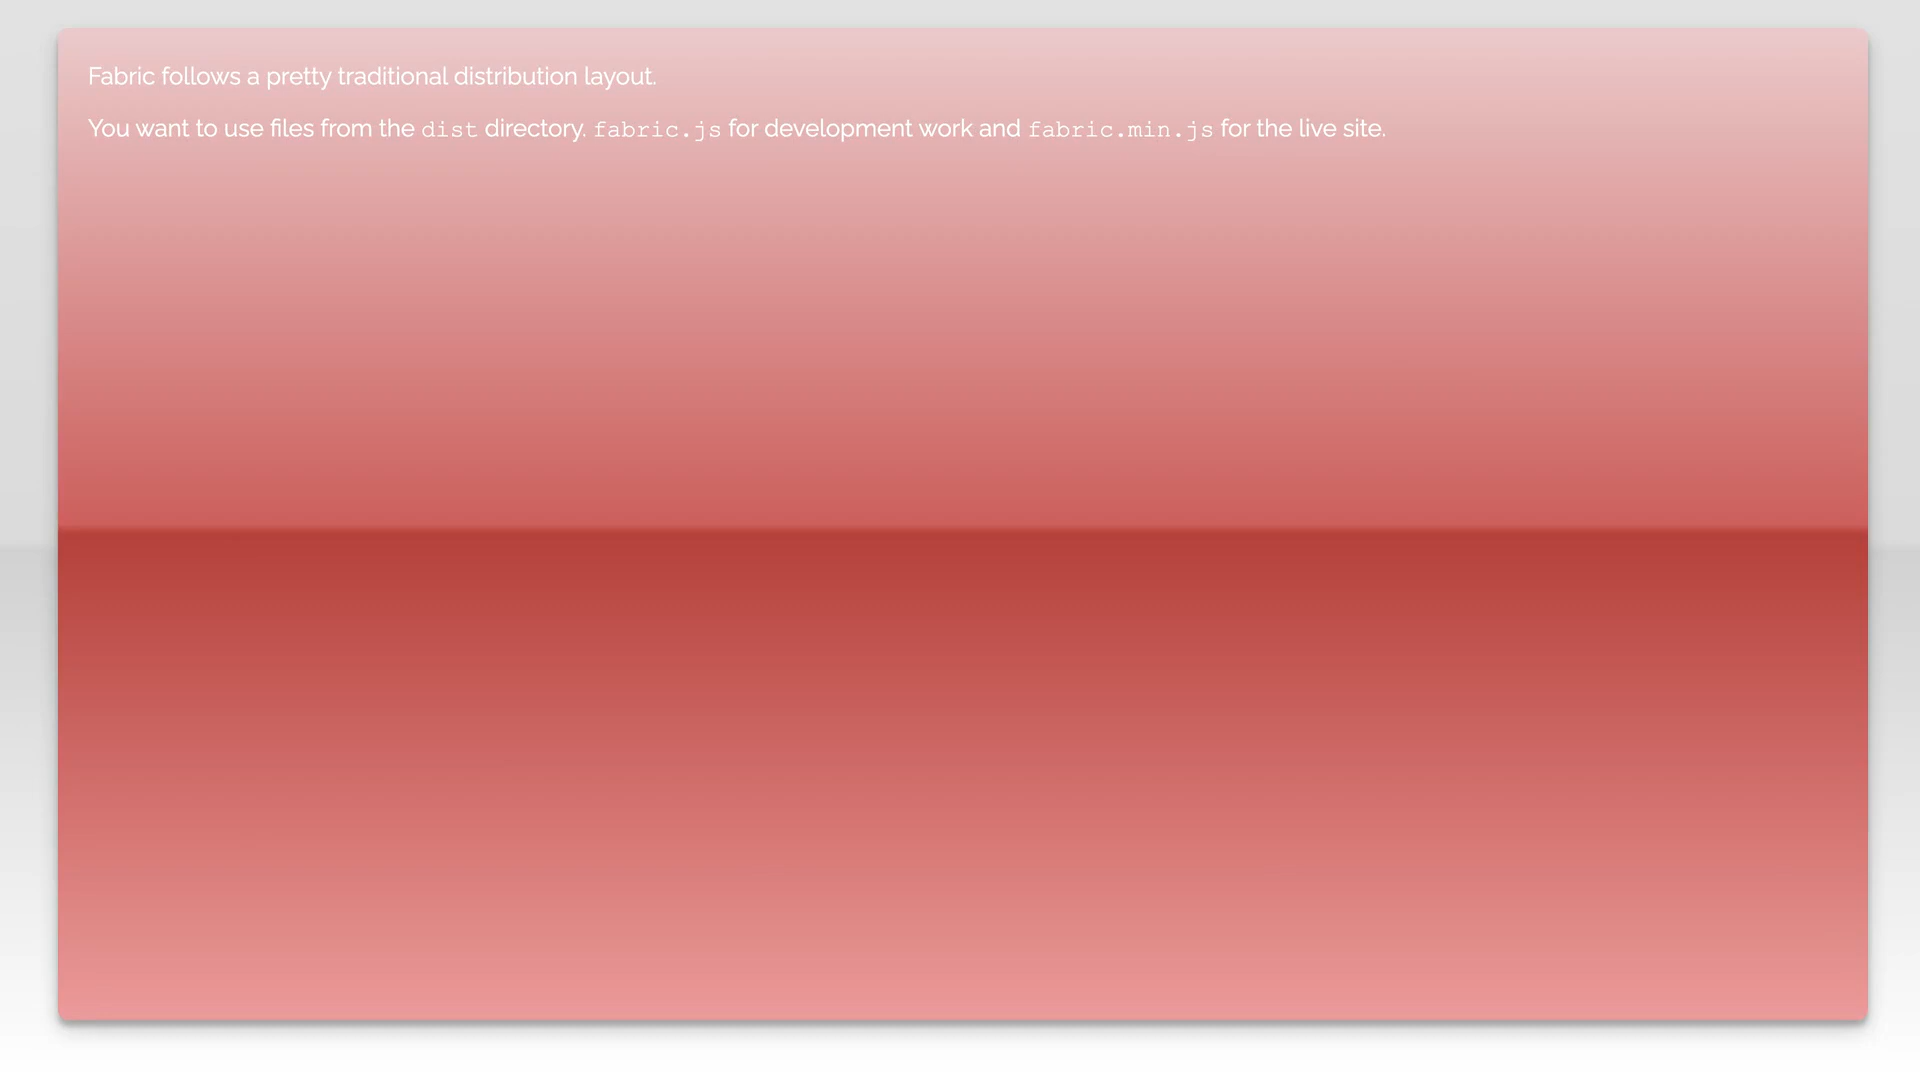 Fabric follows a pretty traditional distribution layout.
You want to use files from the dist directory, fabric.js for development work and fabric.min.js for the live site.